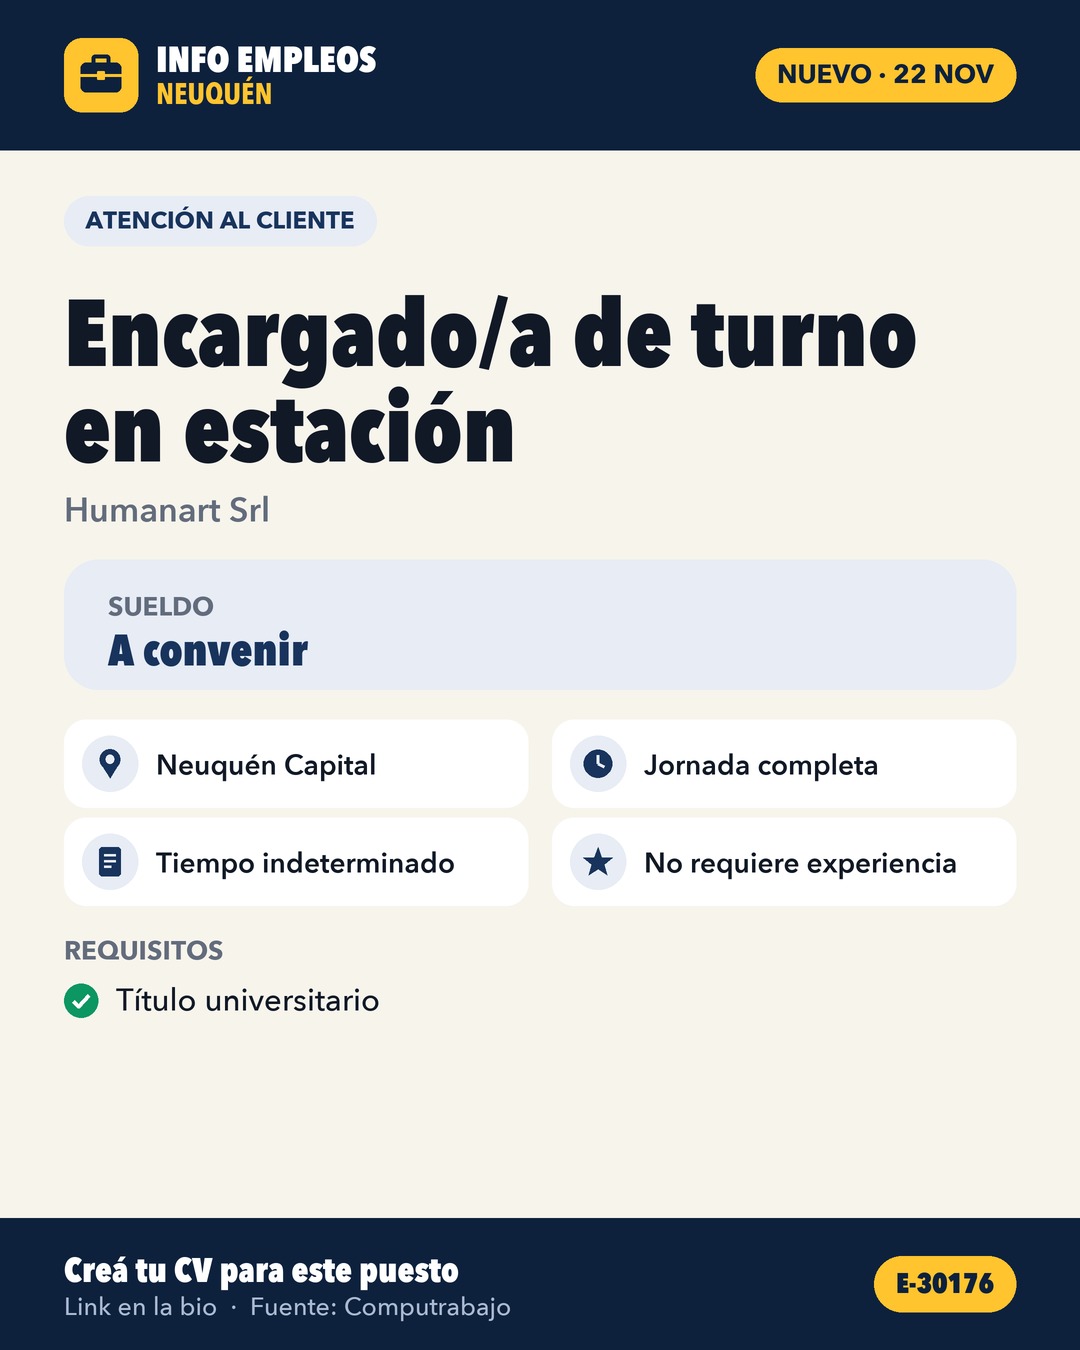 INFO EMPLEOS
NEUQUÉN
NUEVO · 22 NOV
ATENCIÓN AL CLIENTE
Encargado/a de turno
en estación
Humanart Srl
SUELDO
A convenir
Neuquén Capital
Jornada completa
Tiempo indeterminado
No requiere experiencia
REQUISITOS
Título universitario
Creá tu CV para este puesto
Link en la bio · Fuente: Computrabajo
E-30176